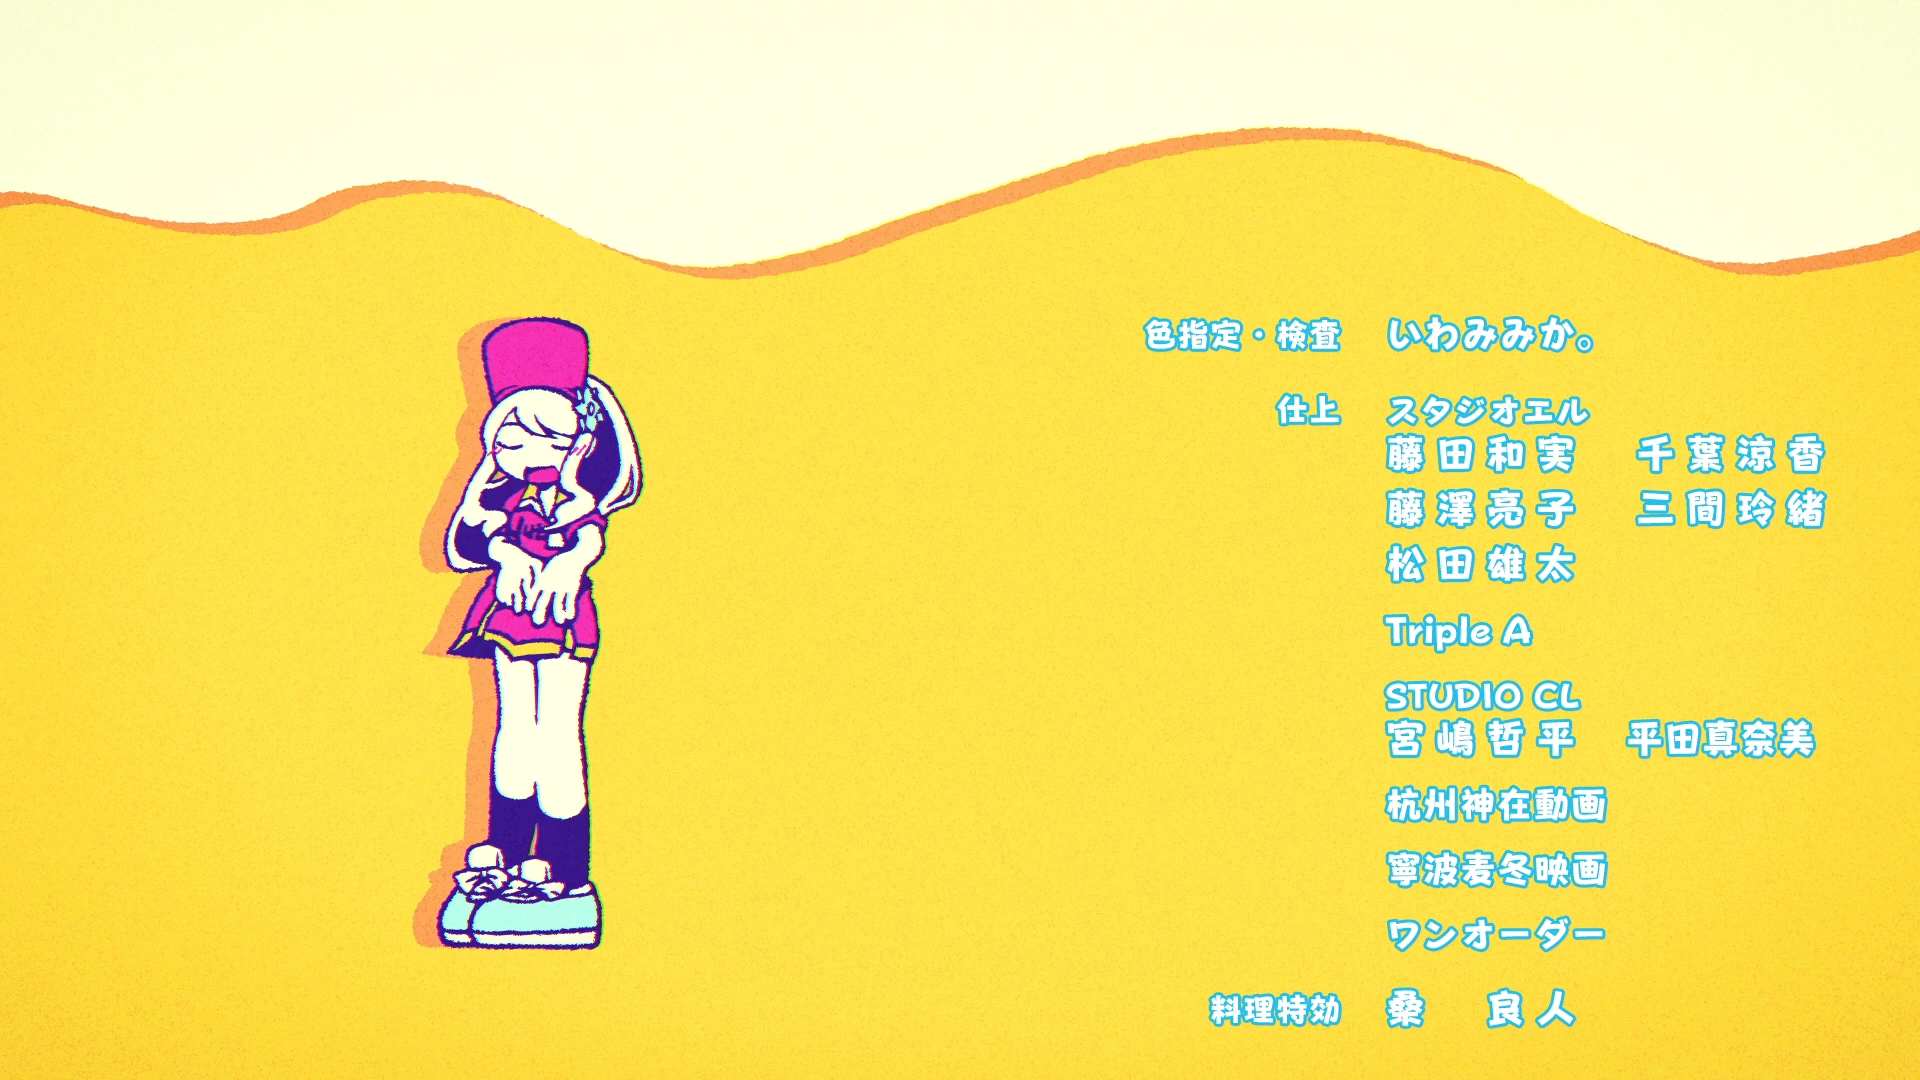 色指定・検査 いわみみか。
仕上 スタジオエル
藤田和実 千葉涼香
藤澤亮子 三間玲緒
松田雄太
Triple A
STUDIO CL
宮嶋哲平 平田真奈美
杭州神在動画
寧波麦冬映画
ワンオーダー
料理特効 桑 良人